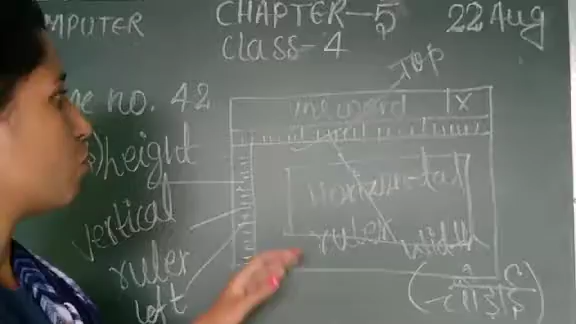 MPUTER CHAPTER-5 22 Aug
class-4
TOP
ne no. 42
ms word X
height
horizontal
vertical
ruler width
ruler
left